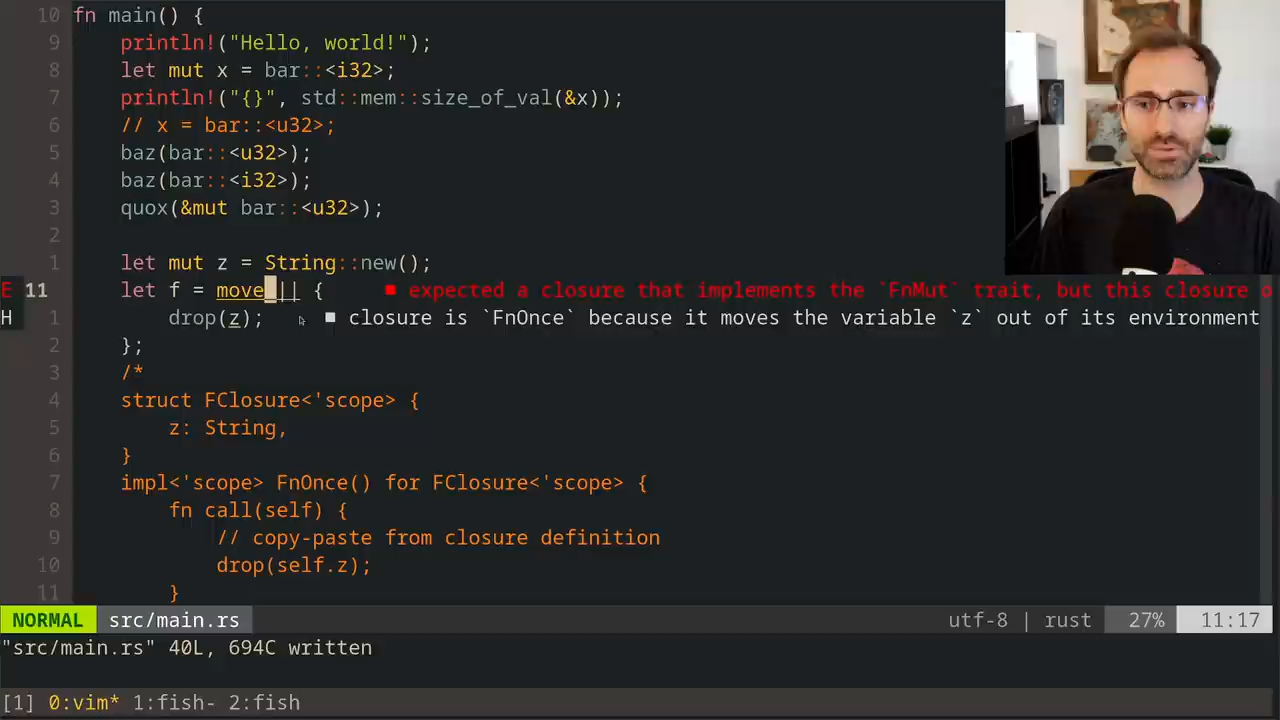 10 fn main() {
9 println!("Hello, world!");
8 let mut x = bar::<i32>;
7 println!("{}", std::mem::size_of_val(&x));
6 // x = bar::<u32>;
5 baz(bar::<u32>);
4 baz(bar::<i32>);
3 quox(&mut bar::<u32>);
2
1 let mut z = String::new();
E 11 let f = move || { ■ expected a closure that implements the `FnMut` trait, but this closure o
H 1 drop(z); ■ closure is `FnOnce` because it moves the variable `z` out of its environment
2 };
3 /*
4 struct FClosure<'scope> {
5 z: String,
6 }
7 impl<'scope> FnOnce() for FClosure<'scope> {
8 fn call(self) {
9 // copy-paste from closure definition
10 drop(self.z);
11 }
NORMAL src/main.rs utf-8 | rust 27% 11:17
"src/main.rs" 40L, 694C written
[1] 0:vim* 1:fish- 2:fish